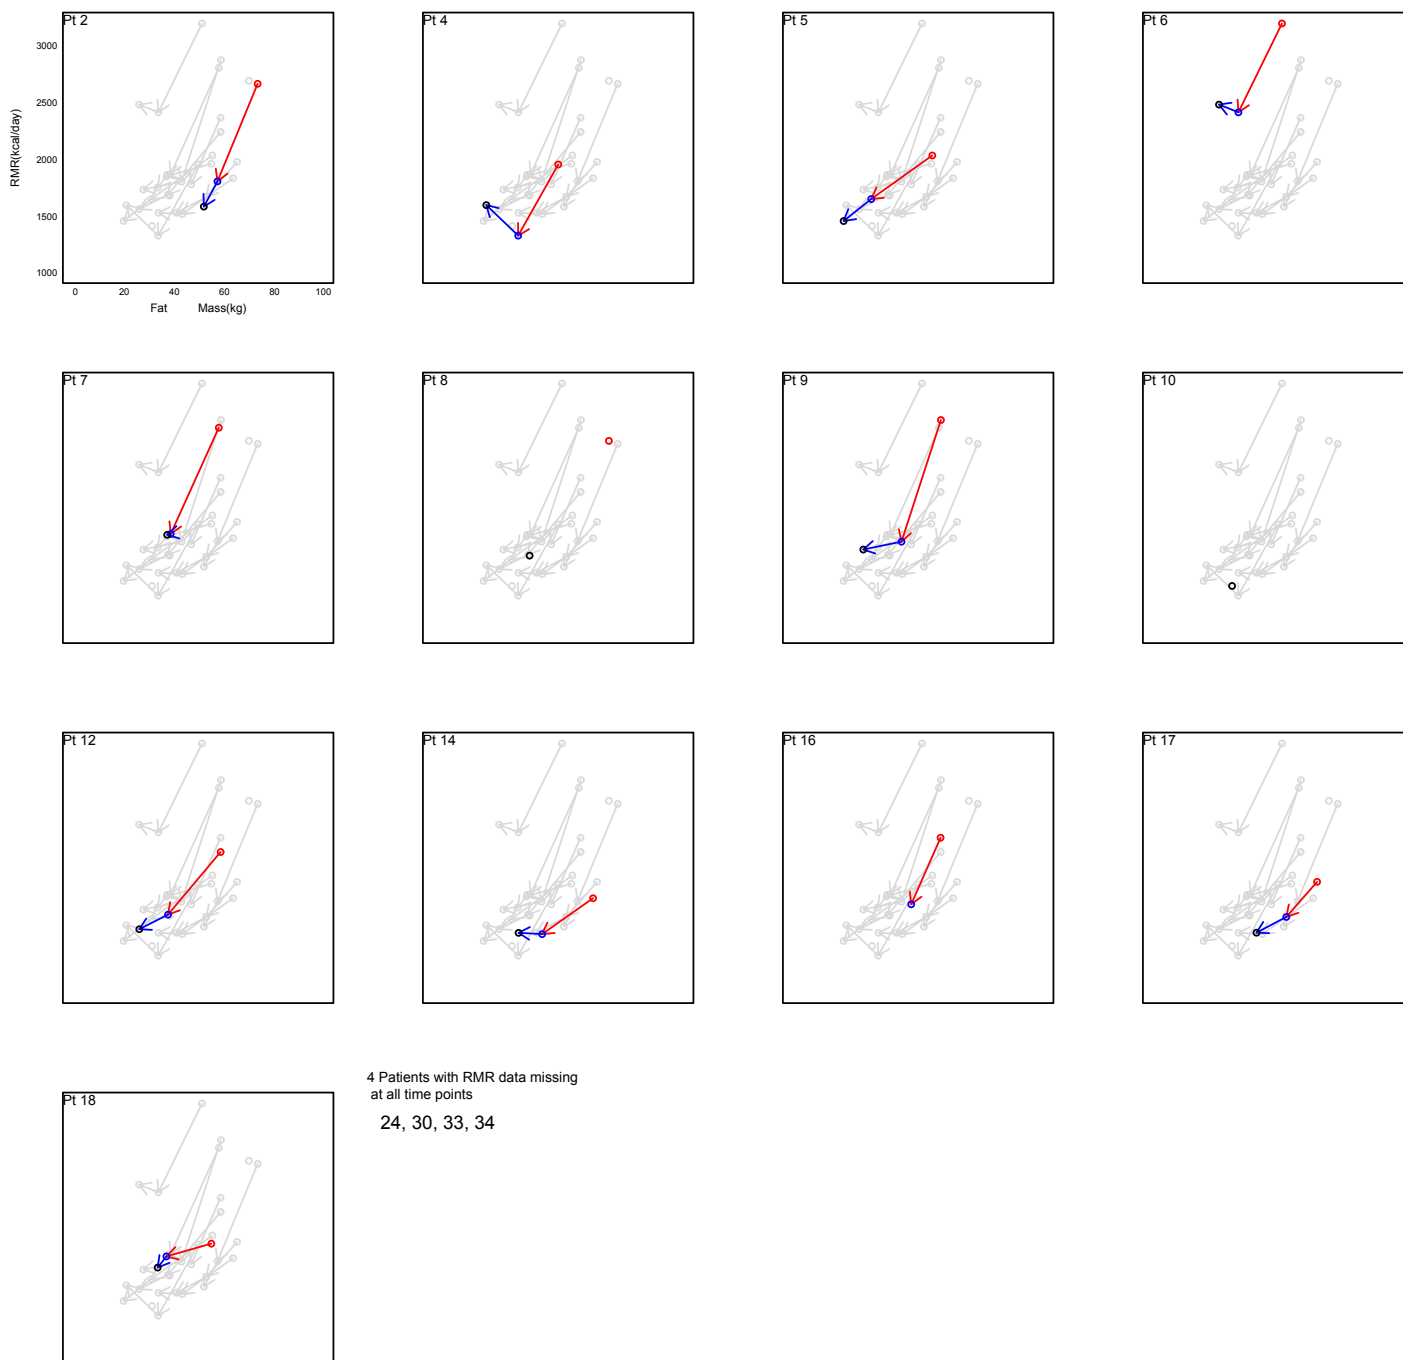 Pt 2
Pt 4
Pt 5
Pt 6
3000
2500
2000
1500
1000
RMR(kcal/day)
0 20 40 60 80 100
Fat Mass(kg)
Pt 7
Pt 8
Pt 9
Pt 10
Pt 12
Pt 14
Pt 16
Pt 17
Pt 18
4 Patients with RMR data missing
at all time points
24, 30, 33, 34